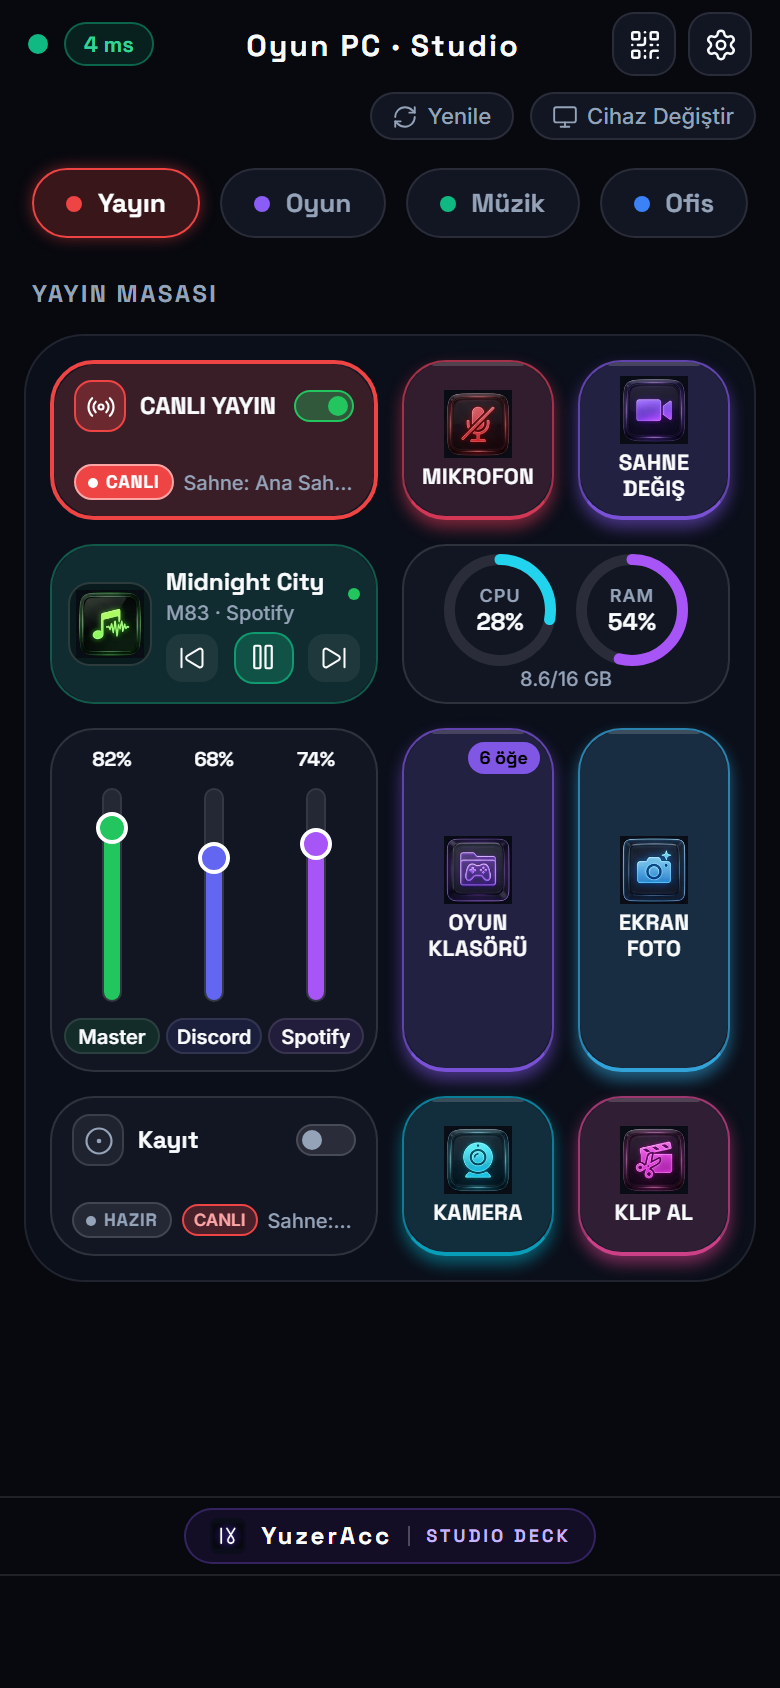 4 ms
Oyun PC · Studio
Yenile
Cihaz Değiştir
Yayın
Oyun
Müzik
Ofis
YAYIN MASASI
CANLI YAYIN
CANLI
Sahne: Ana Sah...
MIKROFON
SAHNE
DEĞIŞ
Midnight City
M83 · Spotify
CPU
28%
RAM
54%
8.6/16 GB
82%
68%
74%
Master
Discord
Spotify
6 öğe
OYUN
KLASÖRÜ
EKRAN
FOTO
Kayıt
HAZIR
CANLI
Sahne:...
KAMERA
KLIP AL
YuzerAcc
STUDIO DECK